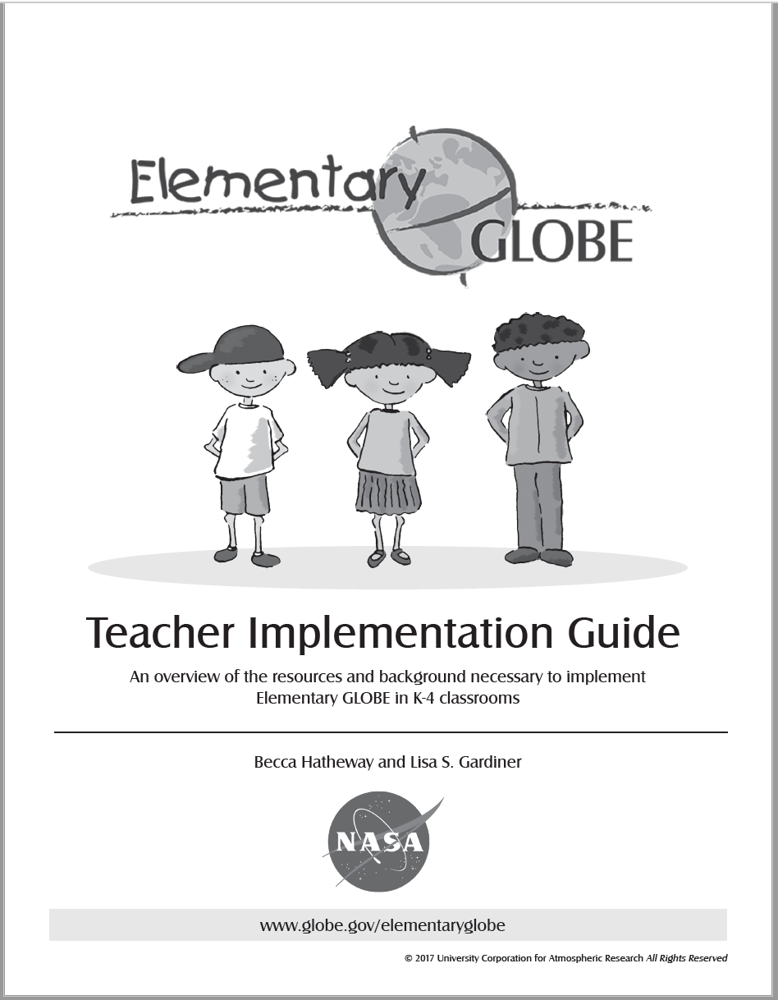 Elementary
GLOBE
Teacher Implementation Guide
An overview of the resources and background necessary to implement
Elementary GLOBE in K-4 classrooms
Becca Hatheway and Lisa S. Gardiner
NASA
www.globe.gov/elementaryglobe
© 2017 University Corporation for Atmospheric Research All Rights Reserved